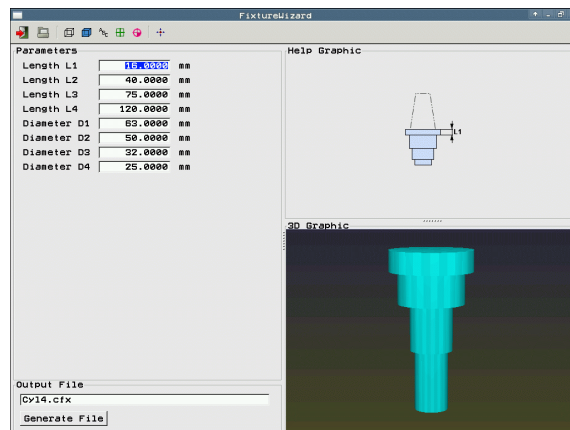 FixtureWizard
Parameters
Length L1 16.0000 mm
Length L2 40.0000 mm
Length L3 75.0000 mm
Length L4 120.0000 mm
Diameter D1 63.0000 mm
Diameter D2 50.0000 mm
Diameter D3 32.0000 mm
Diameter D4 25.0000 mm
Help Graphic
L1
3D Graphic
Output File
Cyl4.cfx
Generate File